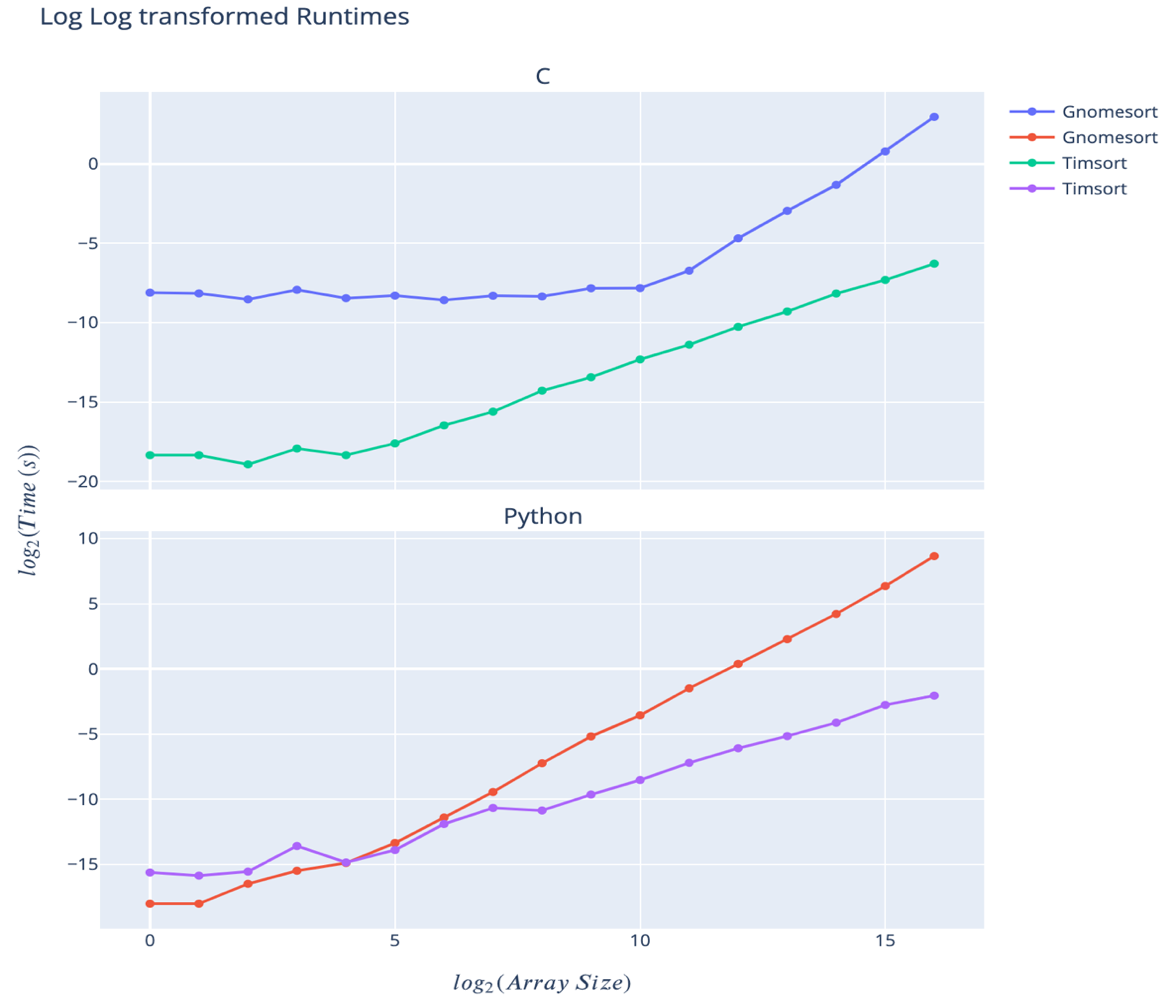 Log Log transformed Runtimes
C
Gnomesort
Gnomesort
Timsort
Timsort
0
−5
−10
−15
−20
log₂(Time (s))
Python
10
5
0
−5
−10
−15
0 5 10 15
log₂(Array Size)